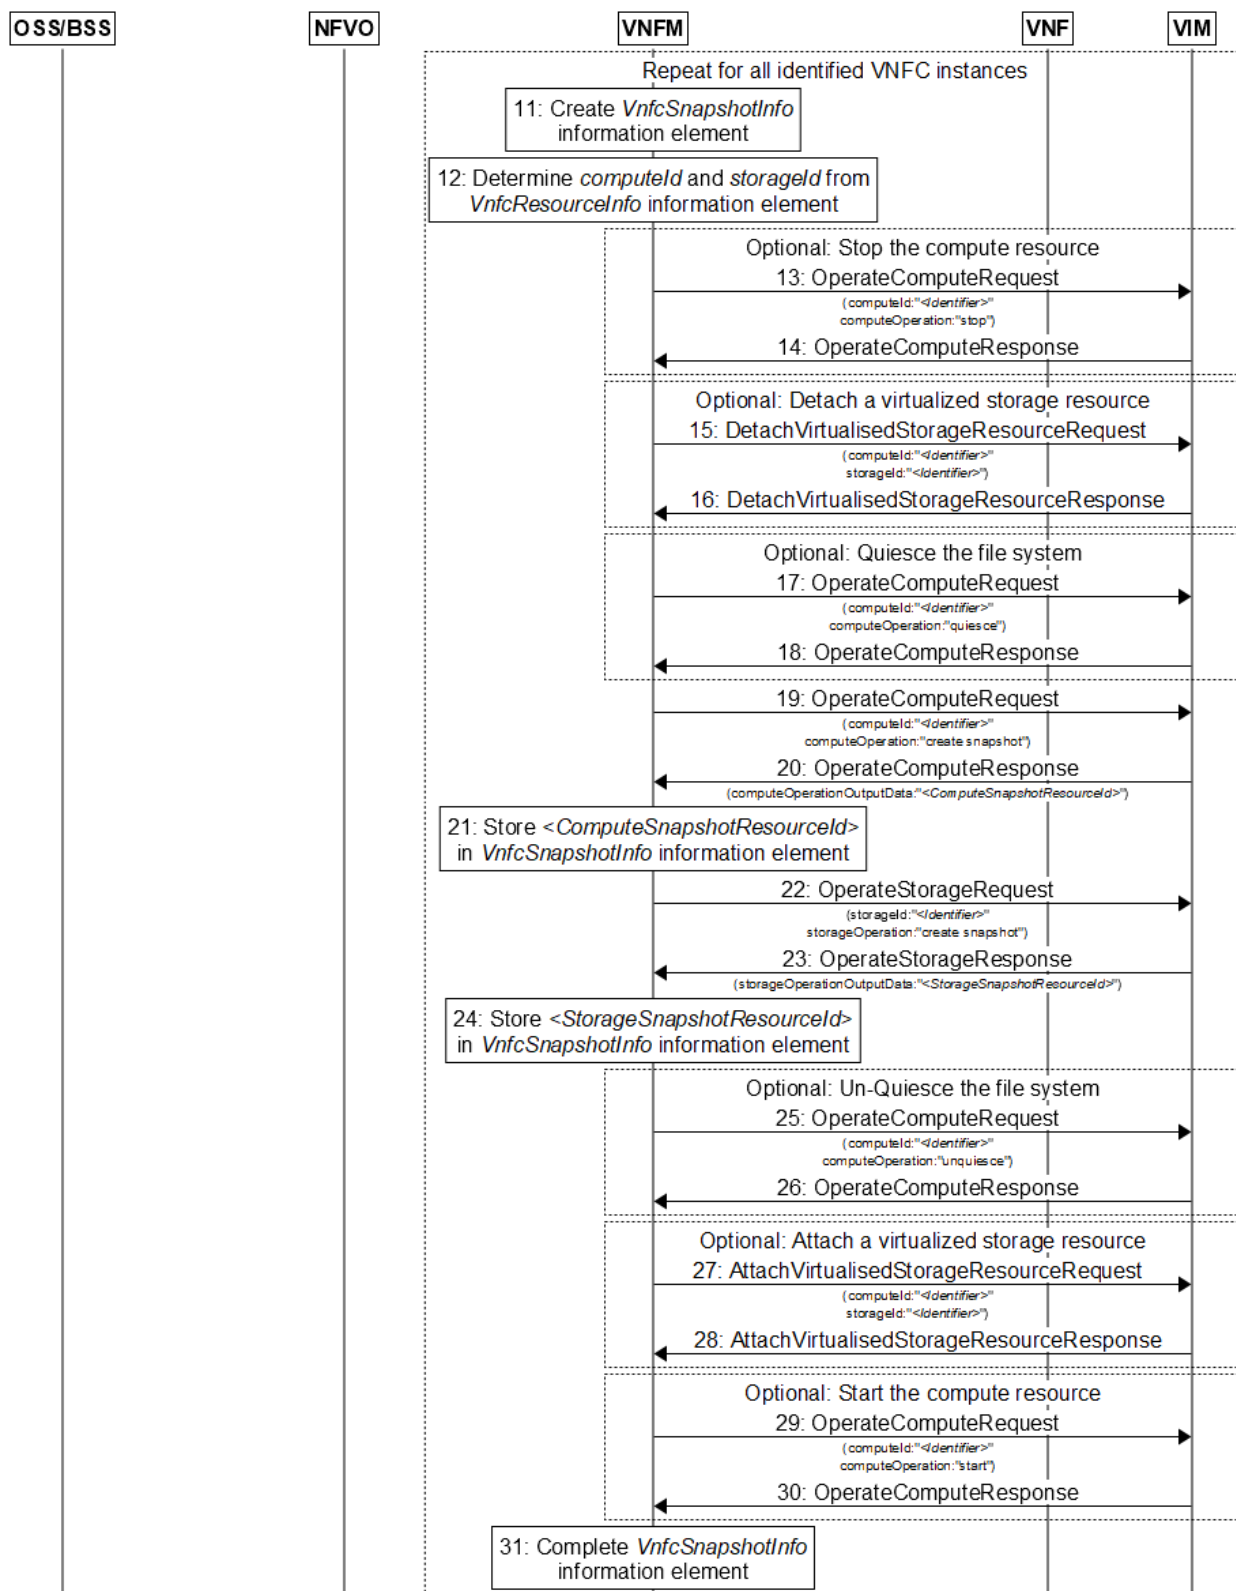 OSS/BSS NFVO VNFM VNF VIM
Repeat for all identified VNFC instances
11: Create VnfcSnapshotInfo
information element
12: Determine computeId and storageId from
VnfcResourceInfo information element
Optional: Stop the compute resource
13: OperateComputeRequest
(computeId:"<Identifier>"
computeOperation:"stop")
14: OperateComputeResponse
Optional: Detach a virtualized storage resource
15: DetachVirtualisedStorageResourceRequest
(computeId:"<Identifier>"
storageId:"<Identifier>")
16: DetachVirtualisedStorageResourceResponse
Optional: Quiesce the file system
17: OperateComputeRequest
(computeId:"<Identifier>"
computeOperation:"quiesce")
18: OperateComputeResponse
19: OperateComputeRequest
(computeId:"<Identifier>"
computeOperation:"create snapshot")
20: OperateComputeResponse
(computeOperationOutputData:"<ComputeSnapshotResourceId>")
21: Store <ComputeSnapshotResourceId>
in VnfcSnapshotInfo information element
22: OperateStorageRequest
(storageId:"<Identifier>"
storageOperation:"create snapshot")
23: OperateStorageResponse
(storageOperationOutputData:"<StorageSnapshotResourceId>")
24: Store <StorageSnapshotResourceId>
in VnfcSnapshotInfo information element
Optional: Un-Quiesce the file system
25: OperateComputeRequest
(computeId:"<Identifier>"
computeOperation:"unquiesce")
26: OperateComputeResponse
Optional: Attach a virtualized storage resource
27: AttachVirtualisedStorageResourceRequest
(computeId:"<Identifier>"
storageId:"<Identifier>")
28: AttachVirtualisedStorageResourceResponse
Optional: Start the compute resource
29: OperateComputeRequest
(computeId:"<Identifier>"
computeOperation:"start")
30: OperateComputeResponse
31: Complete VnfcSnapshotInfo
information element